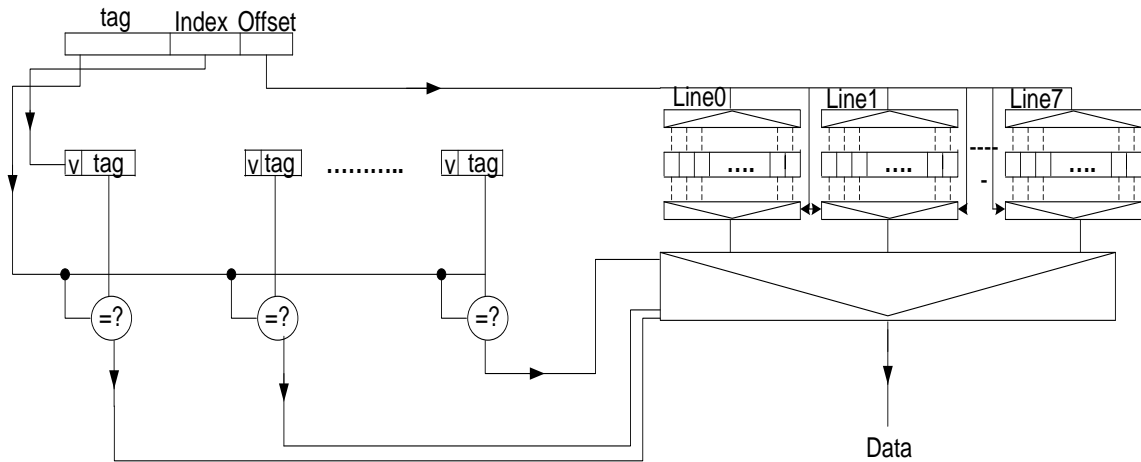 tag Index Offset
Line0 Line1 Line7
v tag v tag ........... v tag ----
.... .... ....
-
=? =? =?
Data